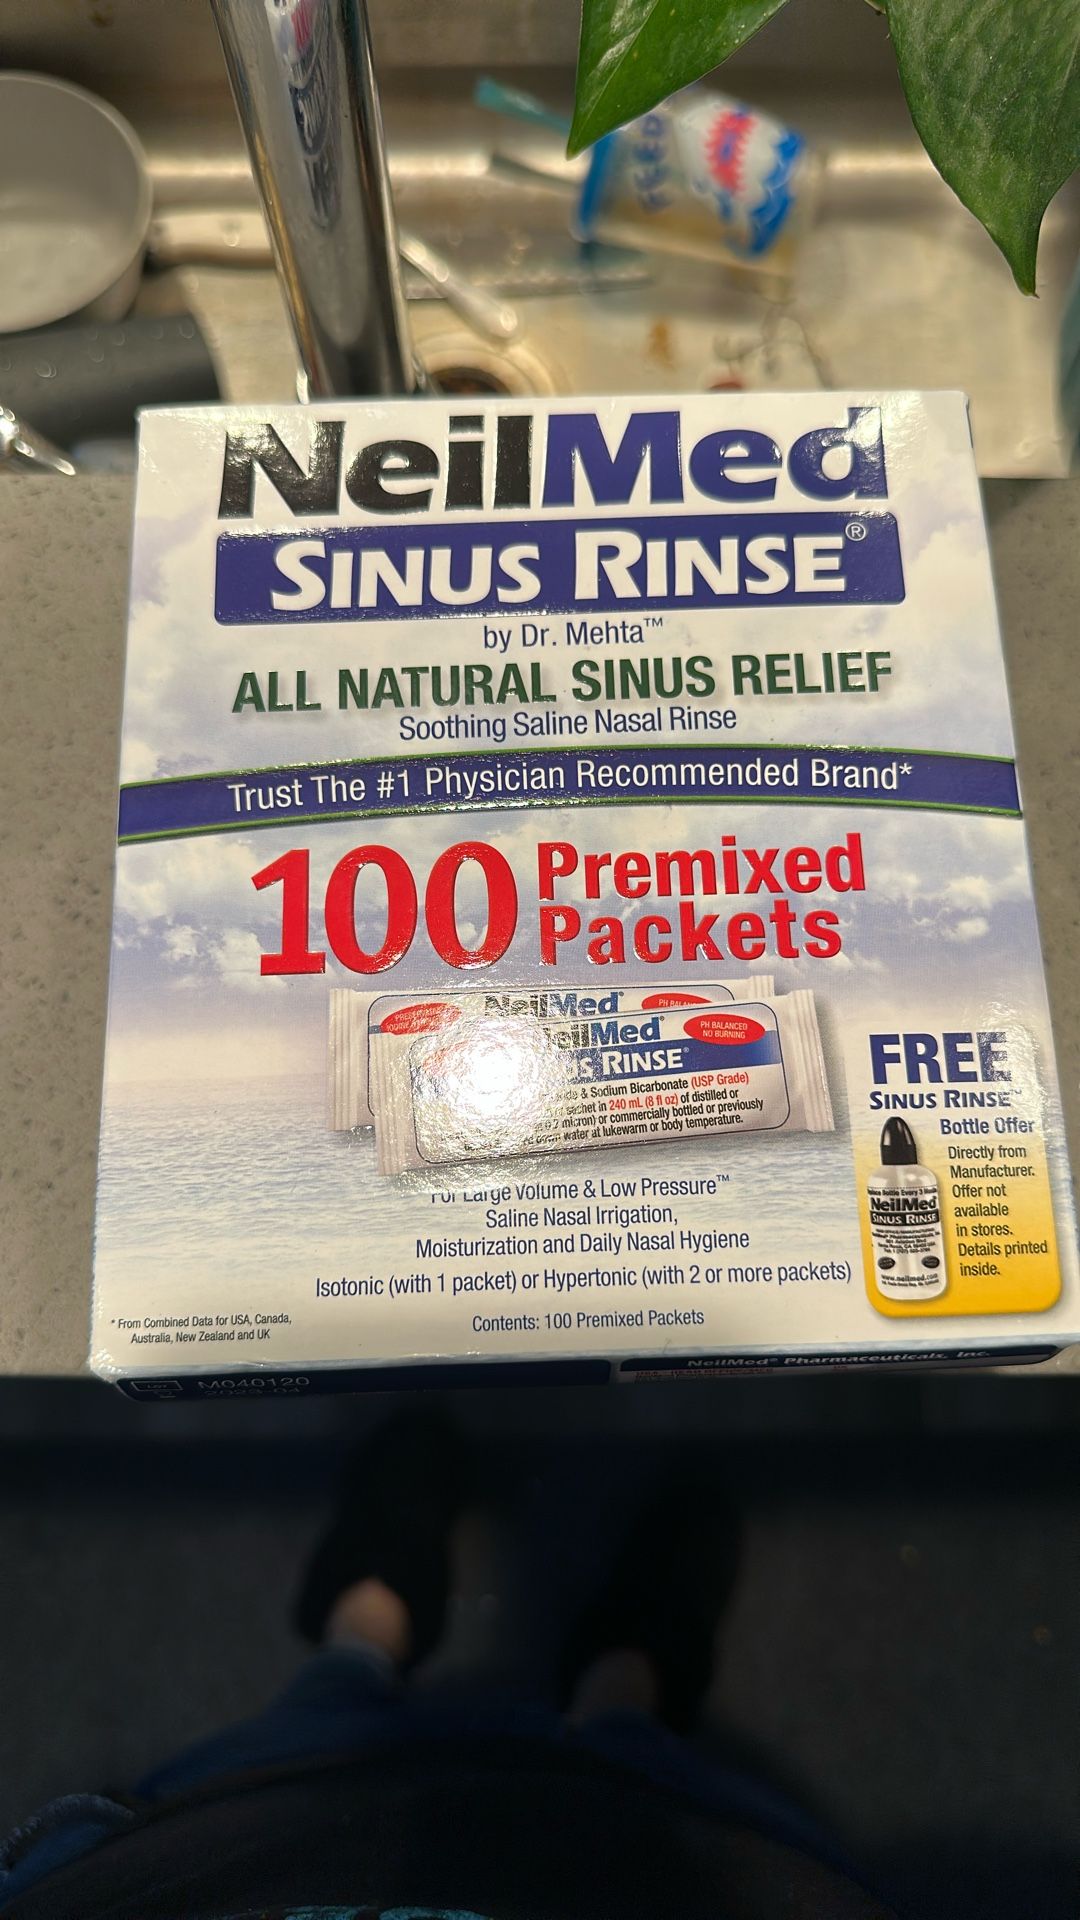 NeilMed
SINUS RINSE®
by Dr. Mehta™
ALL NATURAL SINUS RELIEF
Soothing Saline Nasal Rinse
Trust The #1 Physician Recommended Brand*
100 Premixed
Packets
NeilMed®
PH BALANCED
NO BURNING
RINSE®
& Sodium Bicarbonate (USP Grade)
sachet in 240 mL (8 fl oz) of distilled or
micron) or commercially bottled or previously
water at lukewarm or body temperature.
For Large Volume & Low Pressure™
Saline Nasal Irrigation,
Moisturization and Daily Nasal Hygiene
Isotonic (with 1 packet) or Hypertonic (with 2 or more packets)
Contents: 100 Premixed Packets
* From Combined Data for USA, Canada,
Australia, New Zealand and UK
FREE
SINUS RINSE™
Bottle Offer
Directly from
Manufacturer.
Offer not
available
in stores.
Details printed
inside.
NeilMed
SINUS RINSE
www.neilmed.com
LOT
M040120
2023-04
NeilMed® Pharmaceuticals, Inc.